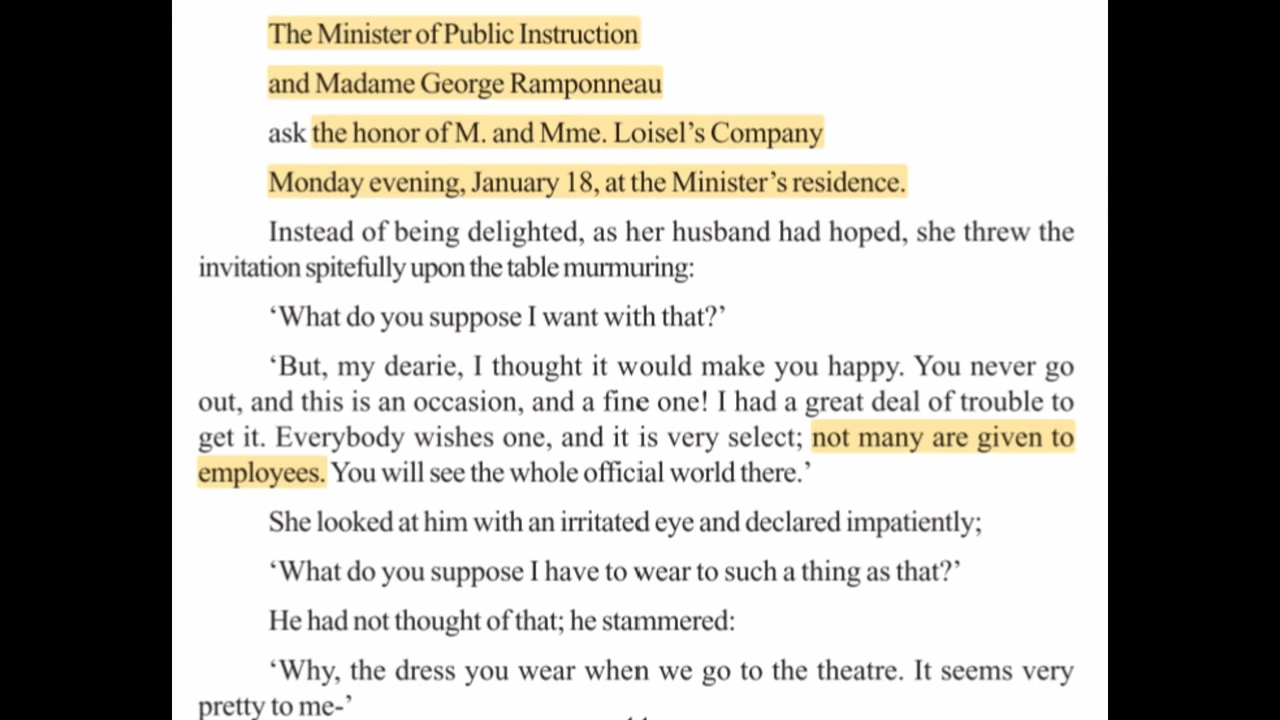 The Minister of Public Instruction
and Madame George Ramponneau
ask the honor of M. and Mme. Loisel’s Company
Monday evening, January 18, at the Minister’s residence.
Instead of being delighted, as her husband had hoped, she threw the
invitation spitefully upon the table murmuring:
‘What do you suppose I want with that?’
‘But, my dearie, I thought it would make you happy. You never go
out, and this is an occasion, and a fine one! I had a great deal of trouble to
get it. Everybody wishes one, and it is very select; not many are given to
employees. You will see the whole official world there.’
She looked at him with an irritated eye and declared impatiently;
‘What do you suppose I have to wear to such a thing as that?’
He had not thought of that; he stammered:
‘Why, the dress you wear when we go to the theatre. It seems very
pretty to me-’